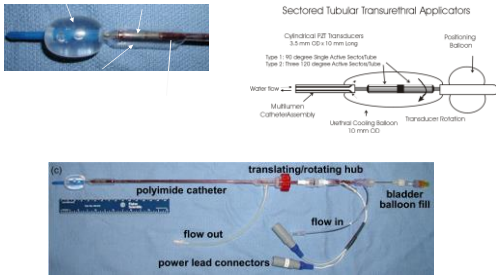 Sectored Tubular Transurethral Applicators
Cylindrical PZT Transducers
3.5 mm OD x 10 mm Long
Positioning
Balloon
Type 1: 90 degree Single Active Sector/Tube
Type 2: Three 120 degree Active Sectos/Tube
Water flow
Multilumen
CatheterAssembly
Urethral Cooling Balloon
10 mm OD
Transducer Rotation
(c)
translating/rotating hub
polyimide catheter
bladder
balloon fill
flow in
flow out
power lead connectors